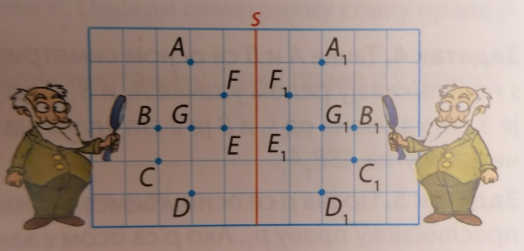 S
A A₁
F F₁
B G G₁ B₁
E E₁
C C₁
D D₁